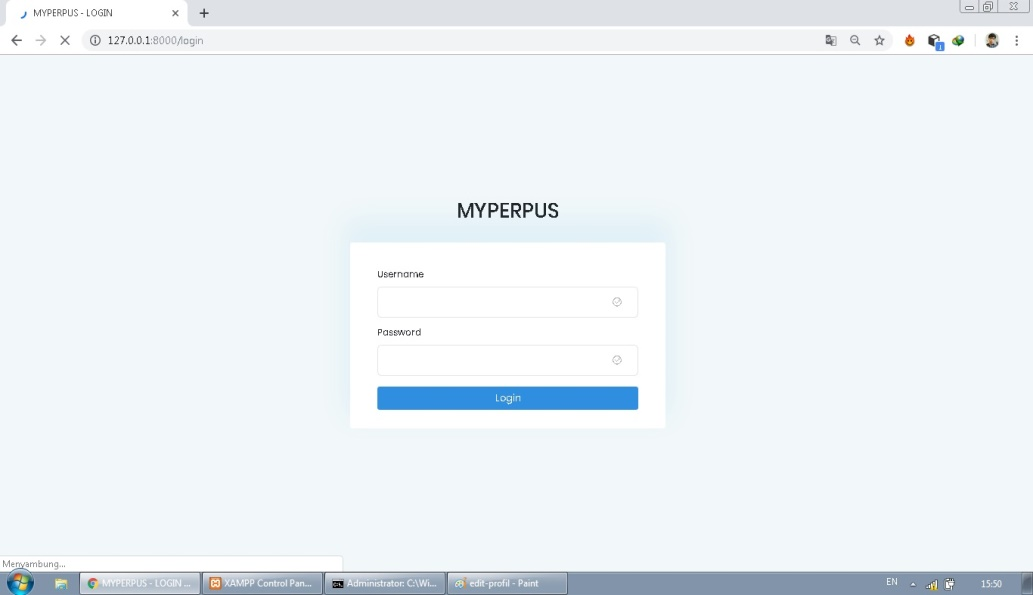 MYPERPUS - LOGIN
127.0.0.1:8000/login
MYPERPUS
Username
Password
Login
Menyambung...
MYPERPUS - LOGIN ...
XAMPP Control Pan...
Administrator: C:\Wi...
edit-profil - Paint
EN
15:50